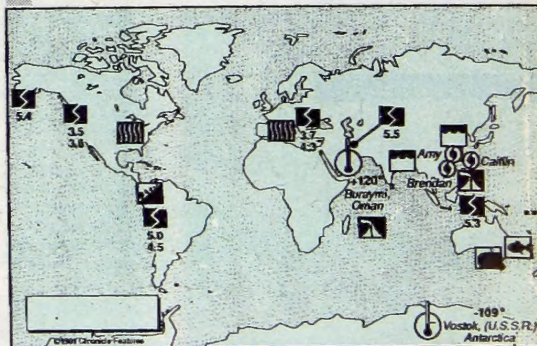 5.4
3.5
3.8
3.7
4.3
5.5
+120°
Buraymi,
Oman
Amy
Caitlin
Brendan
5.3
5.0
4.5
-109°
Vostok, (U.S.S.R.)
Antarctica
Chronicle Features